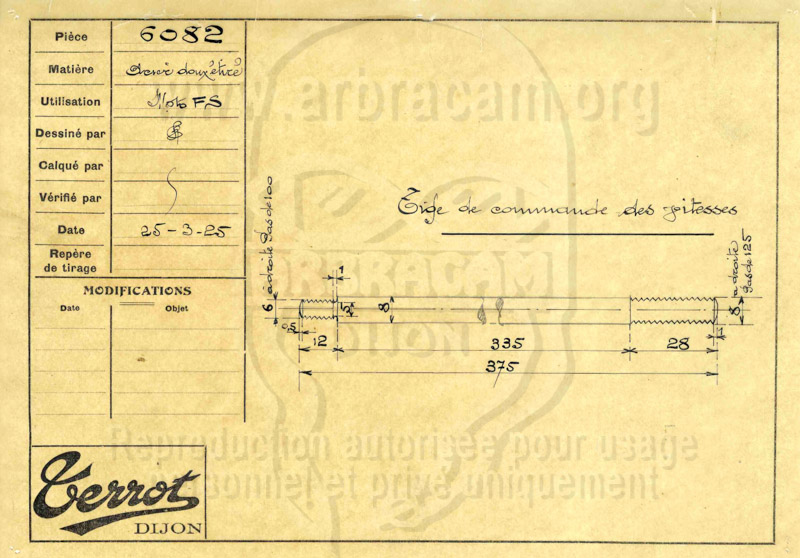 Pièce 6082
Matière Acier doux étiré
Utilisation Moto FS
Dessiné par
Calqué par
Vérifié par
Date 25-3-25
Repère
de tirage
MODIFICATIONS
Date Objet
www.arbracam.org
Tige de commande des vitesses
6 à droite pas de 100
1
5
8
8 à droite
pas de 125
0,5
12
335
28
1
375
ARBRACAM
DIJON
Reproduction autorisée pour usage
personnel et privé uniquement
Terrot
DIJON